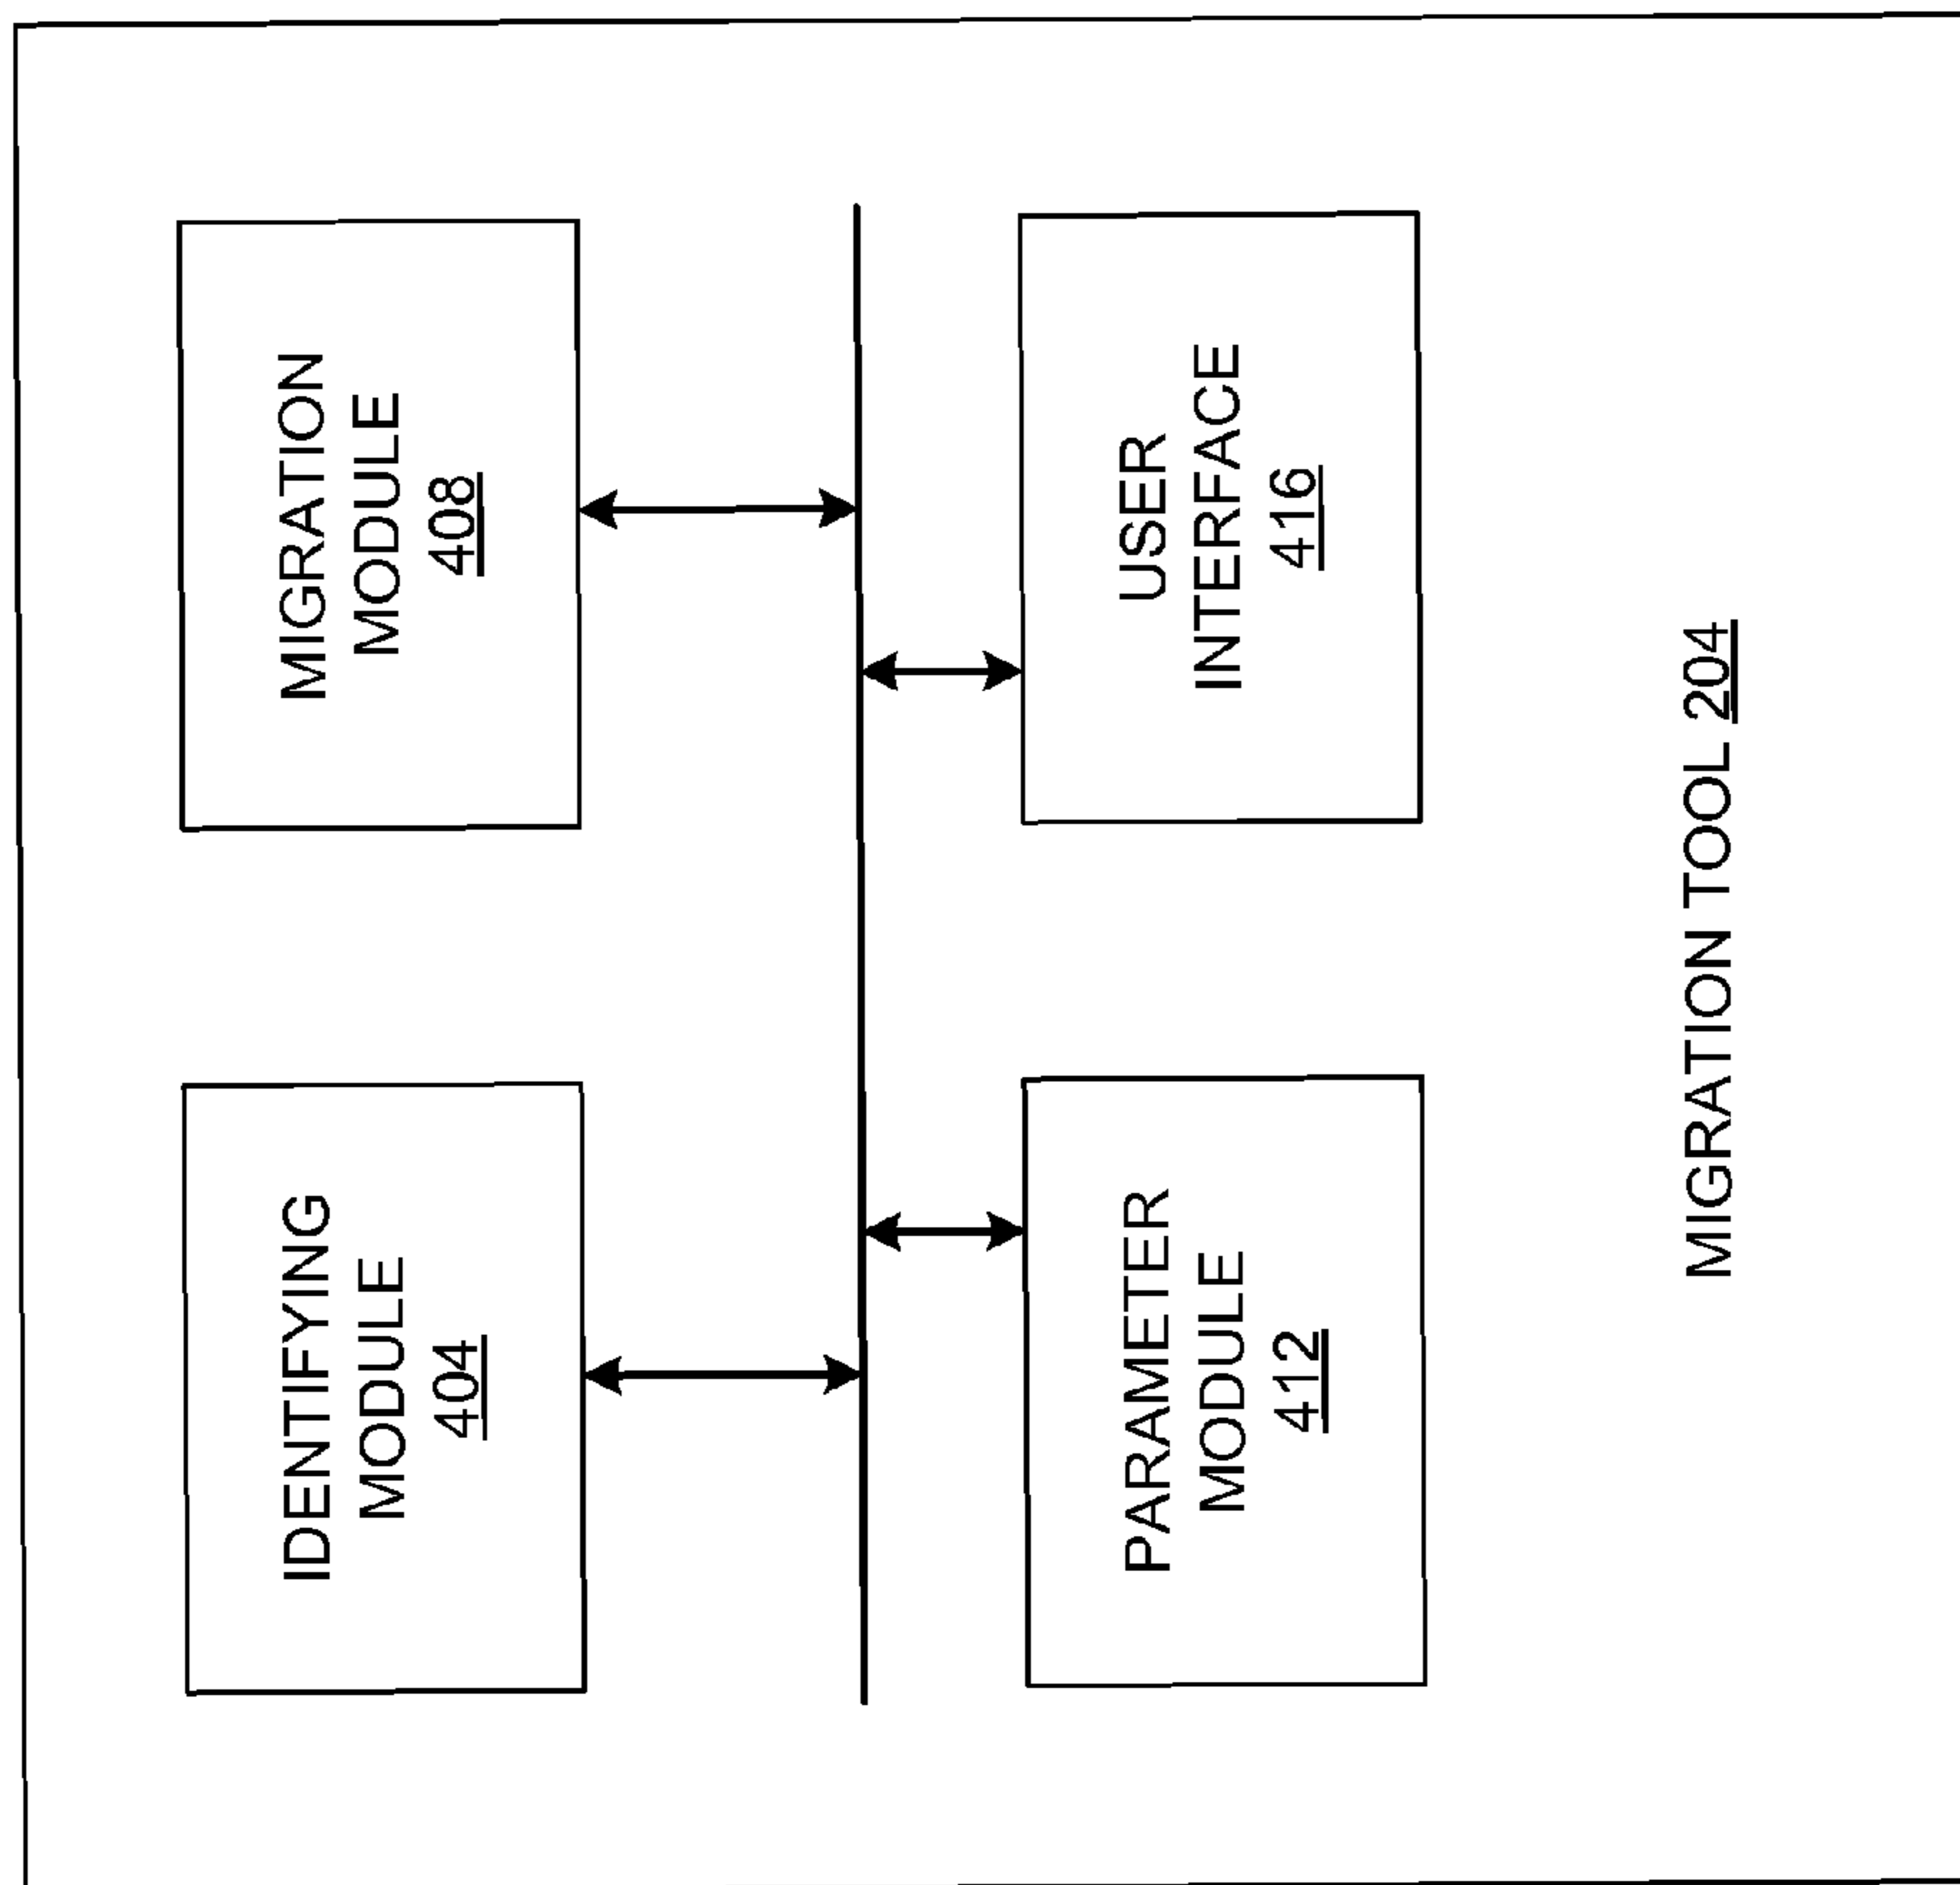 IDENTIFYING
MODULE
404
MIGRATION
MODULE
408
PARAMETER
MODULE
412
USER
INTERFACE
416
MIGRATION TOOL 204